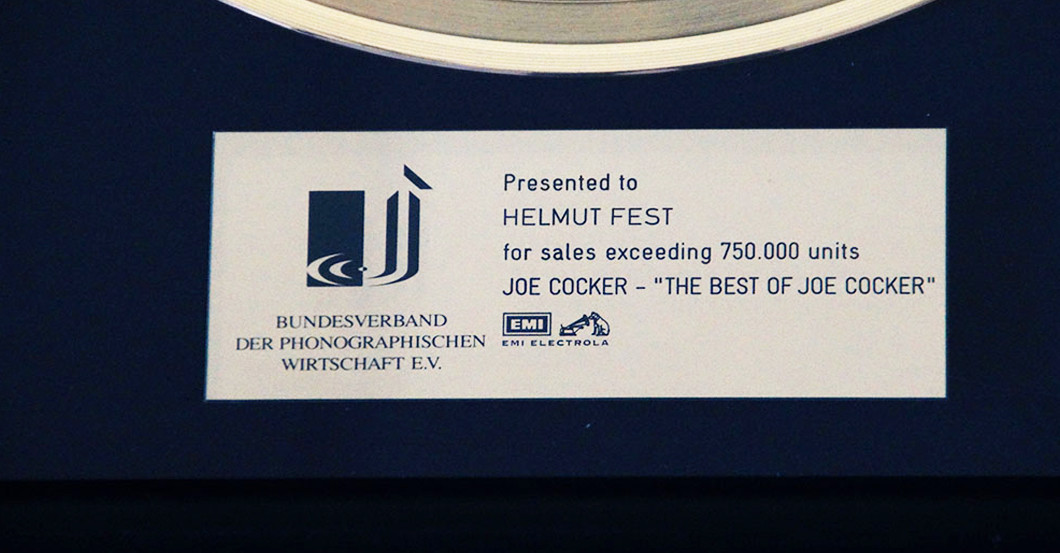 Presented to
HELMUT FEST
for sales exceeding 750.000 units
JOE COCKER - "THE BEST OF JOE COCKER"
EMI
EMI ELECTROLA
BUNDESVERBAND
DER PHONOGRAPHISCHEN
WIRTSCHAFT E.V.